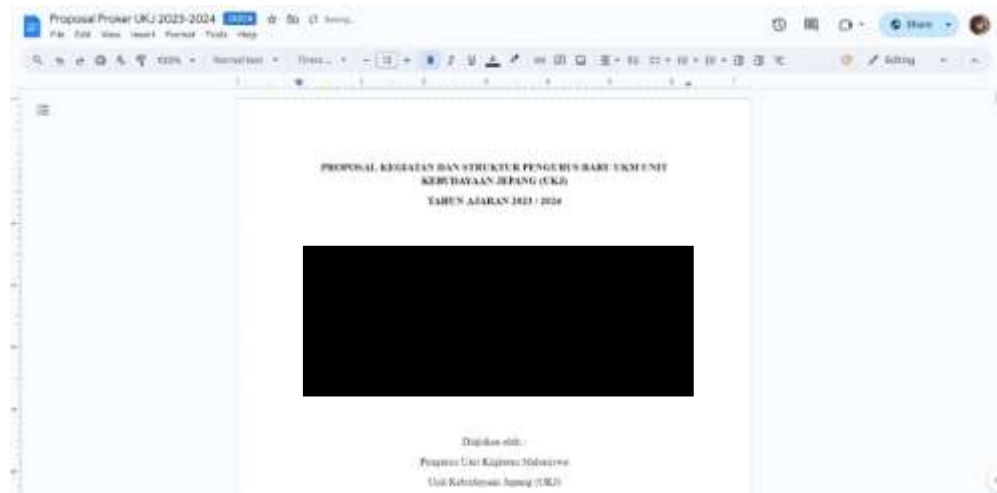 Proposal Proker UKJ 2023-2024
File Edit View Insert Format Tools Help
Share
100% Normal text Times...
Editing
PROPOSAL KEGIATAN DAN STRUKTUR PENGURUS BARU UKM UNIT
KEBUDAYAAN JEPANG (UKJ)
TAHUN AJARAN 2023 / 2024
Diajukan oleh :
Pengurus Unit Kegiatan Mahasiswa
Unit Kebudayaan Jepang (UKJ)